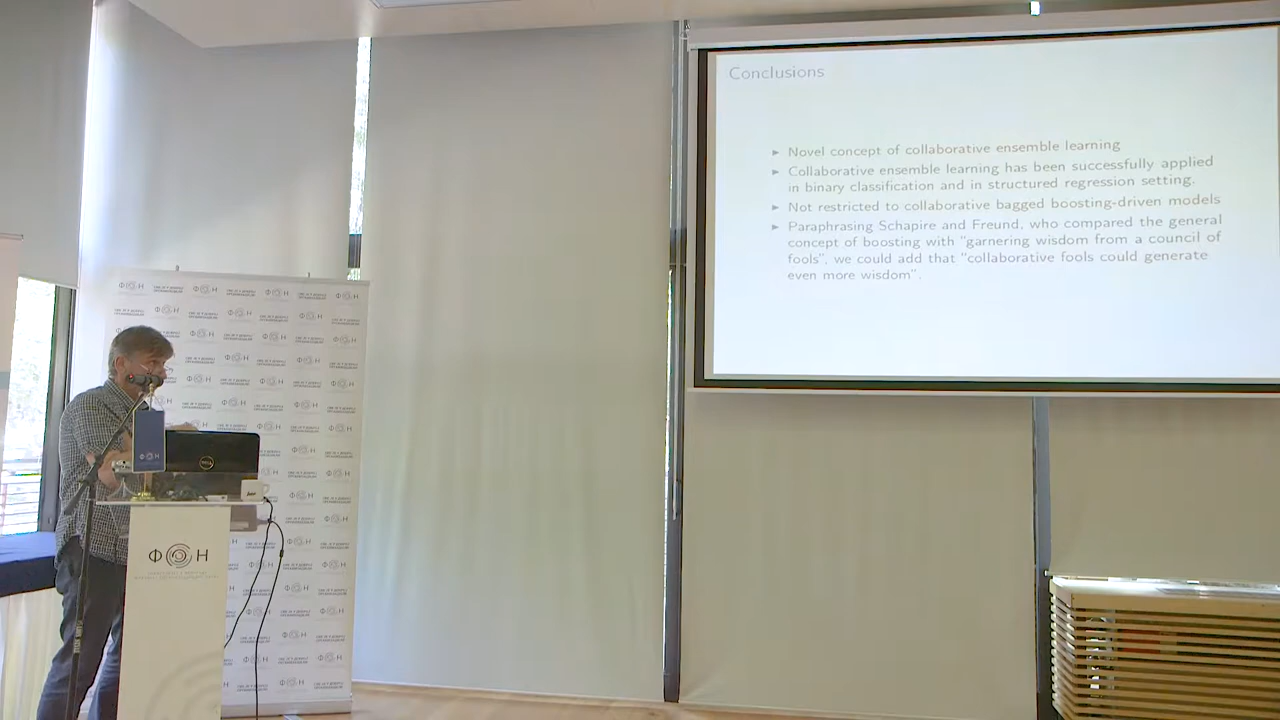 Conclusions
► Novel concept of collaborative ensemble learning
► Collaborative ensemble learning has been successfully applied
in binary classification and in structured regression setting.
► Not restricted to collaborative bagged boosting-driven models
► Paraphrasing Schapire and Freund, who compared the general
concept of boosting with "garnering wisdom from a council of
fools", we could add that "collaborative fools could generate
even more wisdom".
ФОН
DELL
ФОН